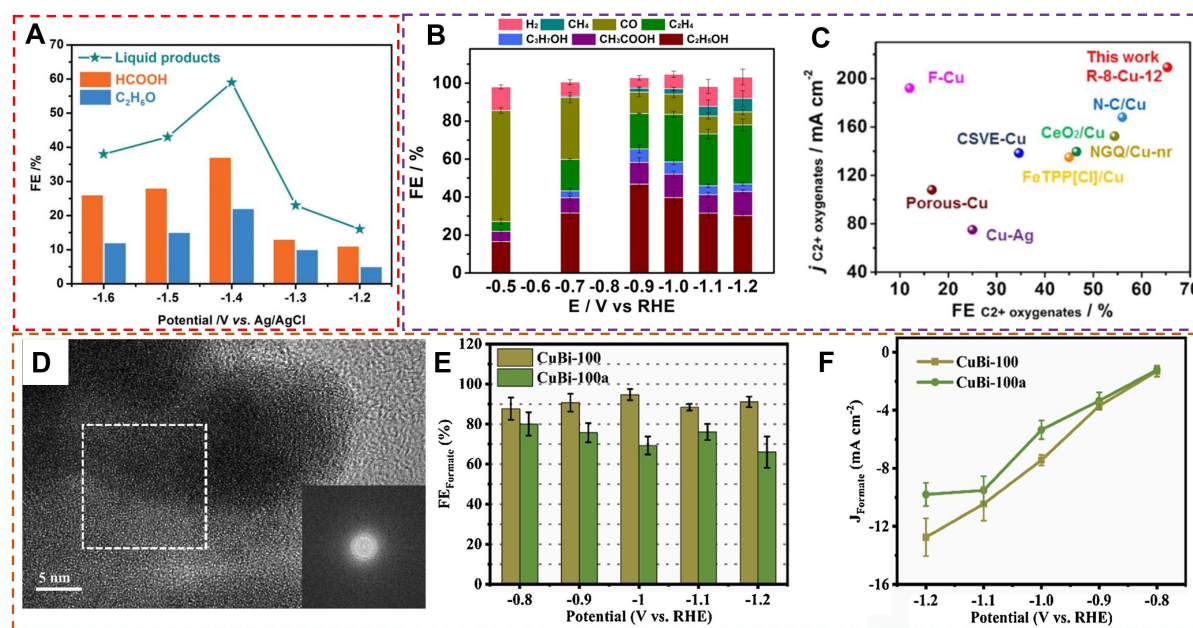 A
Liquid products
HCOOH
C₂H₆O
FE /%
70
60
50
40
30
20
10
0
-1.6 -1.5 -1.4 -1.3 -1.2
Potential /V vs. Ag/AgCl
B
H₂ CH₄ CO C₂H₄
C₃H₇OH CH₃COOH C₂H₅OH
FE / %
100
80
60
40
20
0
-0.5 -0.6 -0.7 -0.8 -0.9 -1.0 -1.1 -1.2
E / V vs RHE
C
j C2+ oxygenates / mA cm⁻²
200
160
120
80
40
This work
R-8-Cu-12
F-Cu
N-C/Cu
CeO₂/Cu
CSVE-Cu
NGQ/Cu-nr
FeTPP[Cl]/Cu
Porous-Cu
Cu-Ag
10 20 30 40 50 60 70
FE C2+ oxygenates / %
D
5 nm
E
CuBi-100
CuBi-100a
FE_Formate (%)
120
100
80
60
40
20
0
-0.8 -0.9 -1 -1.1 -1.2
Potential (V vs. RHE)
F
CuBi-100
CuBi-100a
J_Formate (mA cm⁻²)
0
-4
-8
-12
-16
-1.2 -1.1 -1.0 -0.9 -0.8
Potential (V vs. RHE)